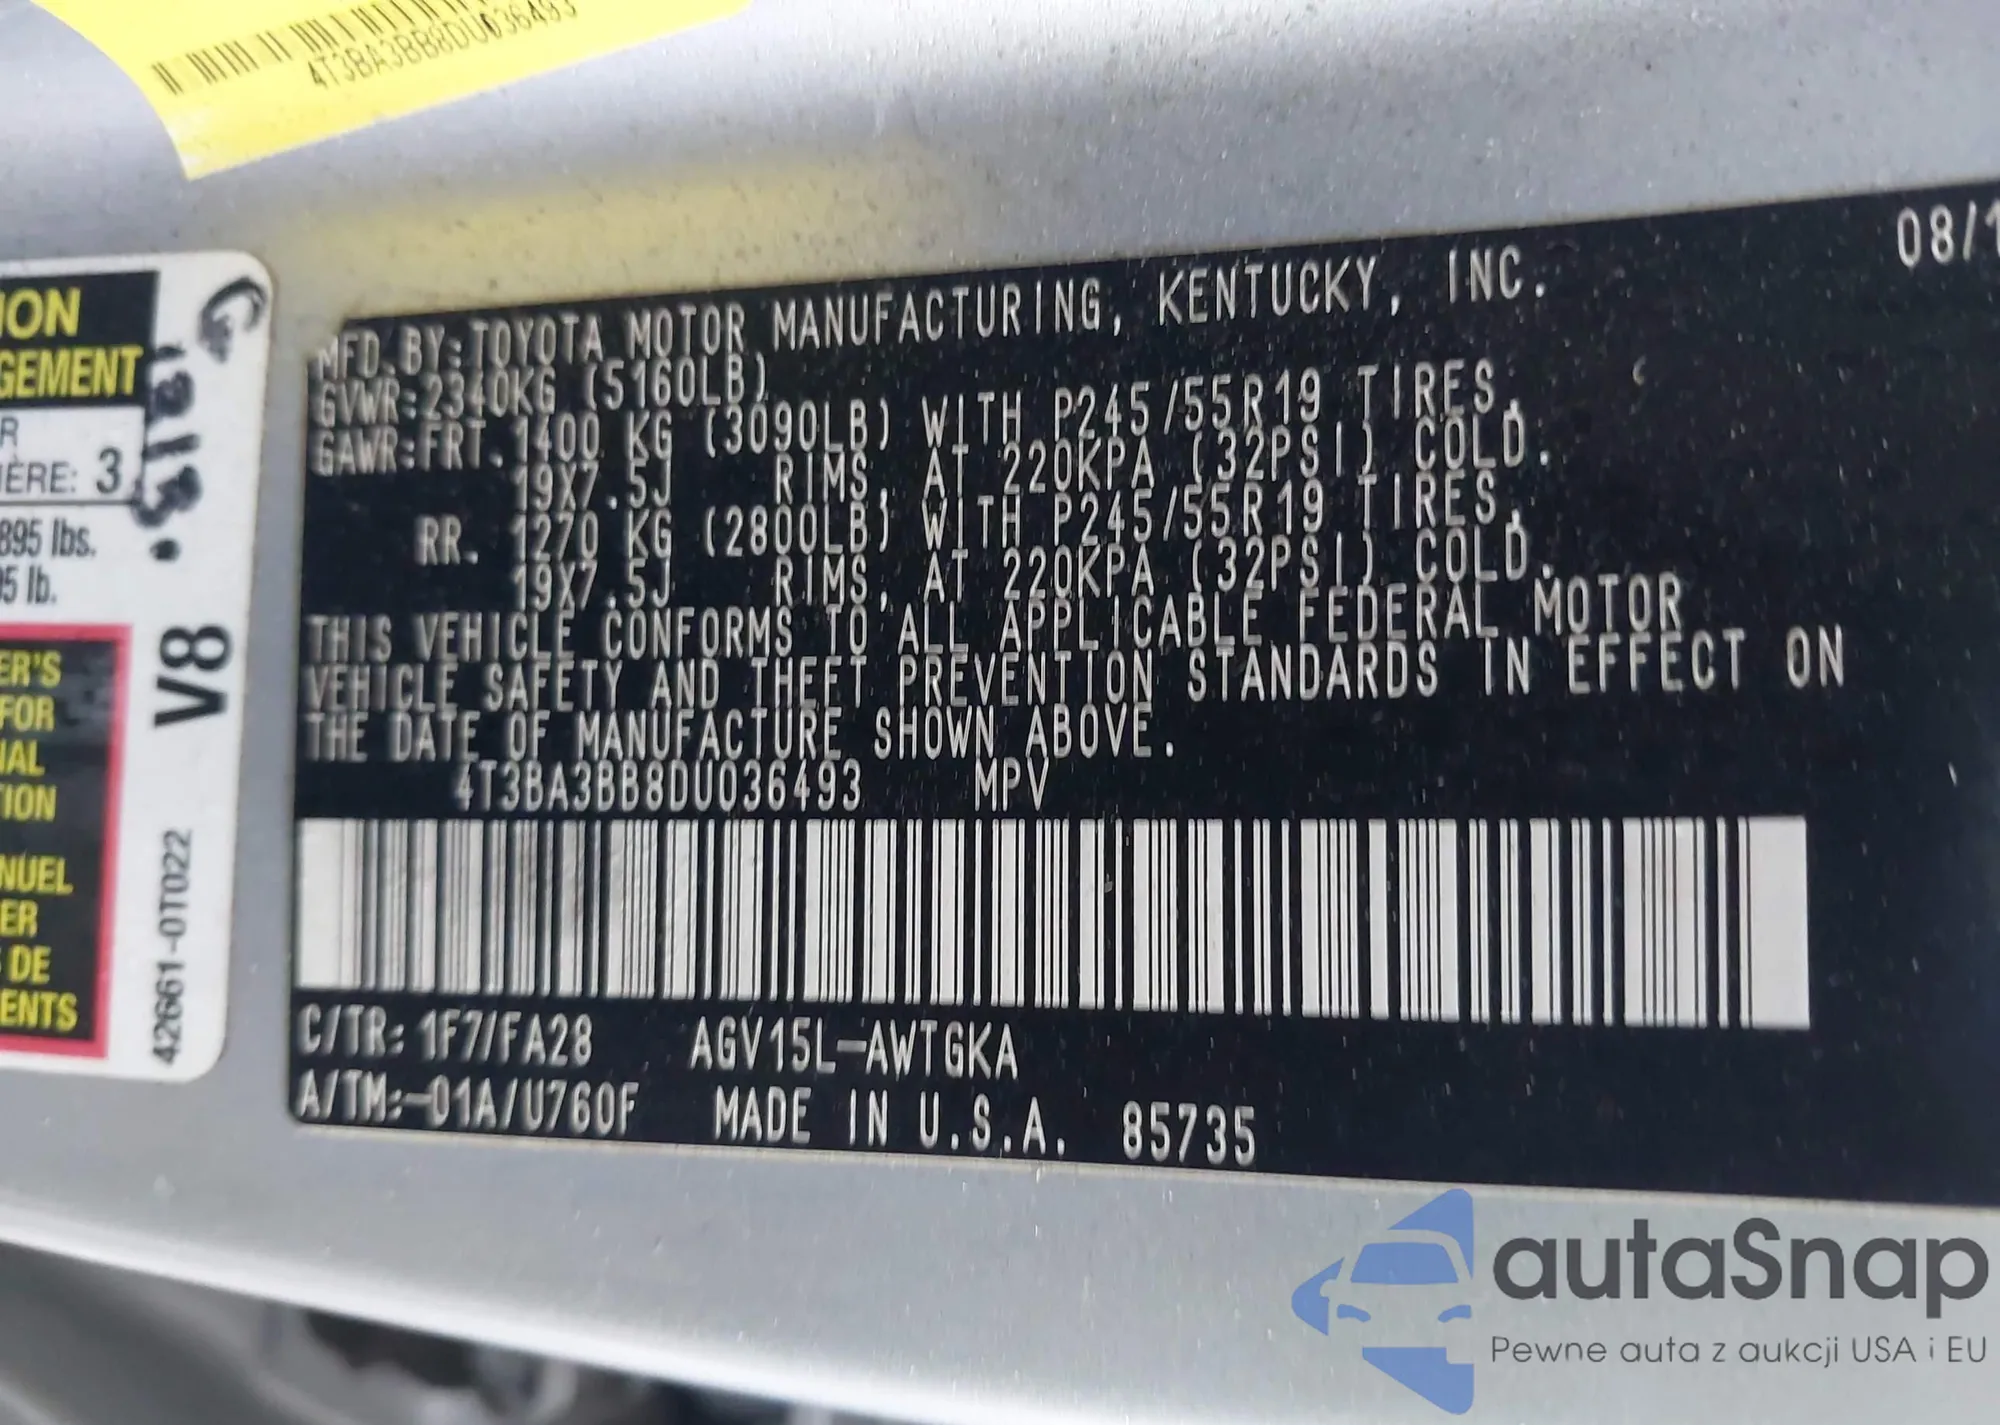 4T3BA3BB8DU036493
08/1
MFD. BY: TOYOTA MOTOR MANUFACTURING, KENTUCKY, INC.
GVWR: 2340KG (5160LB)
GAWR: FRT. 1400 KG (3090LB) WITH P245/55R19 TIRES,
19X7.5J RIMS, AT 220KPA (32PSI) COLD.
RR. 1270 KG (2800LB) WITH P245/55R19 TIRES,
19X7.5J RIMS, AT 220KPA (32PSI) COLD.
THIS VEHICLE CONFORMS TO ALL APPLICABLE FEDERAL MOTOR
VEHICLE SAFETY AND THEFT PREVENTION STANDARDS IN EFFECT ON
THE DATE OF MANUFACTURE SHOWN ABOVE.
4T3BA3BB8DU036493 MPV
C/TR: 1F7/FA28 AGV15L-AWTGKA
A/TM:-01A/U760F MADE IN U.S.A. 85735
ION
GEMENT
R
IÈRE: 3
895 lbs.
5 lb.
ER'S
FOR
NAL
TION
NUEL
ER
DE
ENTS
V8
42661-0T022
autaSnap
Pewne auta z aukcji USA i EU